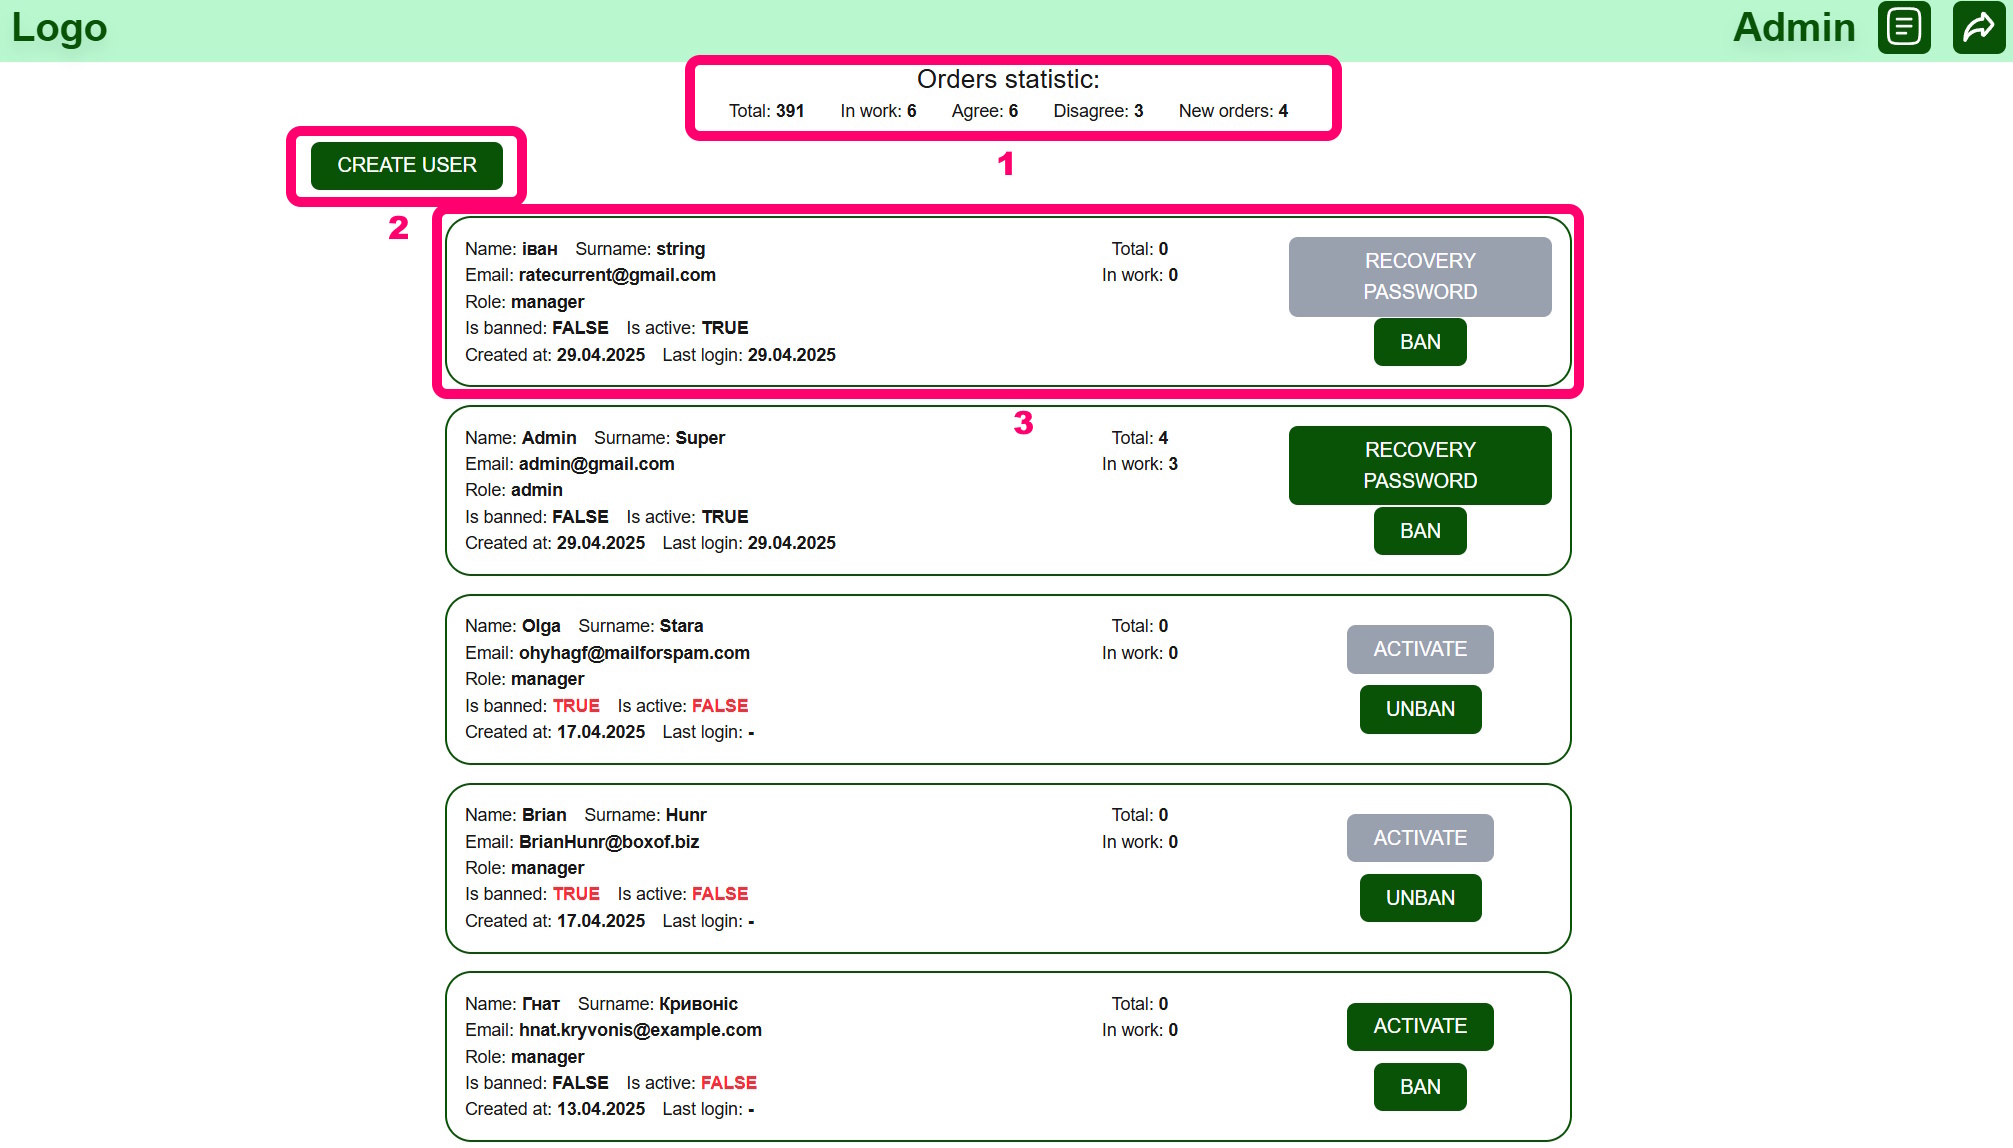 Logo
Admin
Orders statistic:
Total: 391 In work: 6 Agree: 6 Disagree: 3 New orders: 4
1
CREATE USER
2
Name: іван Surname: string
Email: ratecurrent@gmail.com
Role: manager
Is banned: FALSE Is active: TRUE
Created at: 29.04.2025 Last login: 29.04.2025
Total: 0
In work: 0
RECOVERY
PASSWORD
BAN
3
Name: Admin Surname: Super
Email: admin@gmail.com
Role: admin
Is banned: FALSE Is active: TRUE
Created at: 29.04.2025 Last login: 29.04.2025
Total: 4
In work: 3
RECOVERY
PASSWORD
BAN
Name: Olga Surname: Stara
Email: ohyhagf@mailforspam.com
Role: manager
Is banned: TRUE Is active: FALSE
Created at: 17.04.2025 Last login: -
Total: 0
In work: 0
ACTIVATE
UNBAN
Name: Brian Surname: Hunr
Email: BrianHunr@boxof.biz
Role: manager
Is banned: TRUE Is active: FALSE
Created at: 17.04.2025 Last login: -
Total: 0
In work: 0
ACTIVATE
UNBAN
Name: Гнат Surname: Кривоніс
Email: hnat.kryvonis@example.com
Role: manager
Is banned: FALSE Is active: FALSE
Created at: 13.04.2025 Last login: -
Total: 0
In work: 0
ACTIVATE
BAN